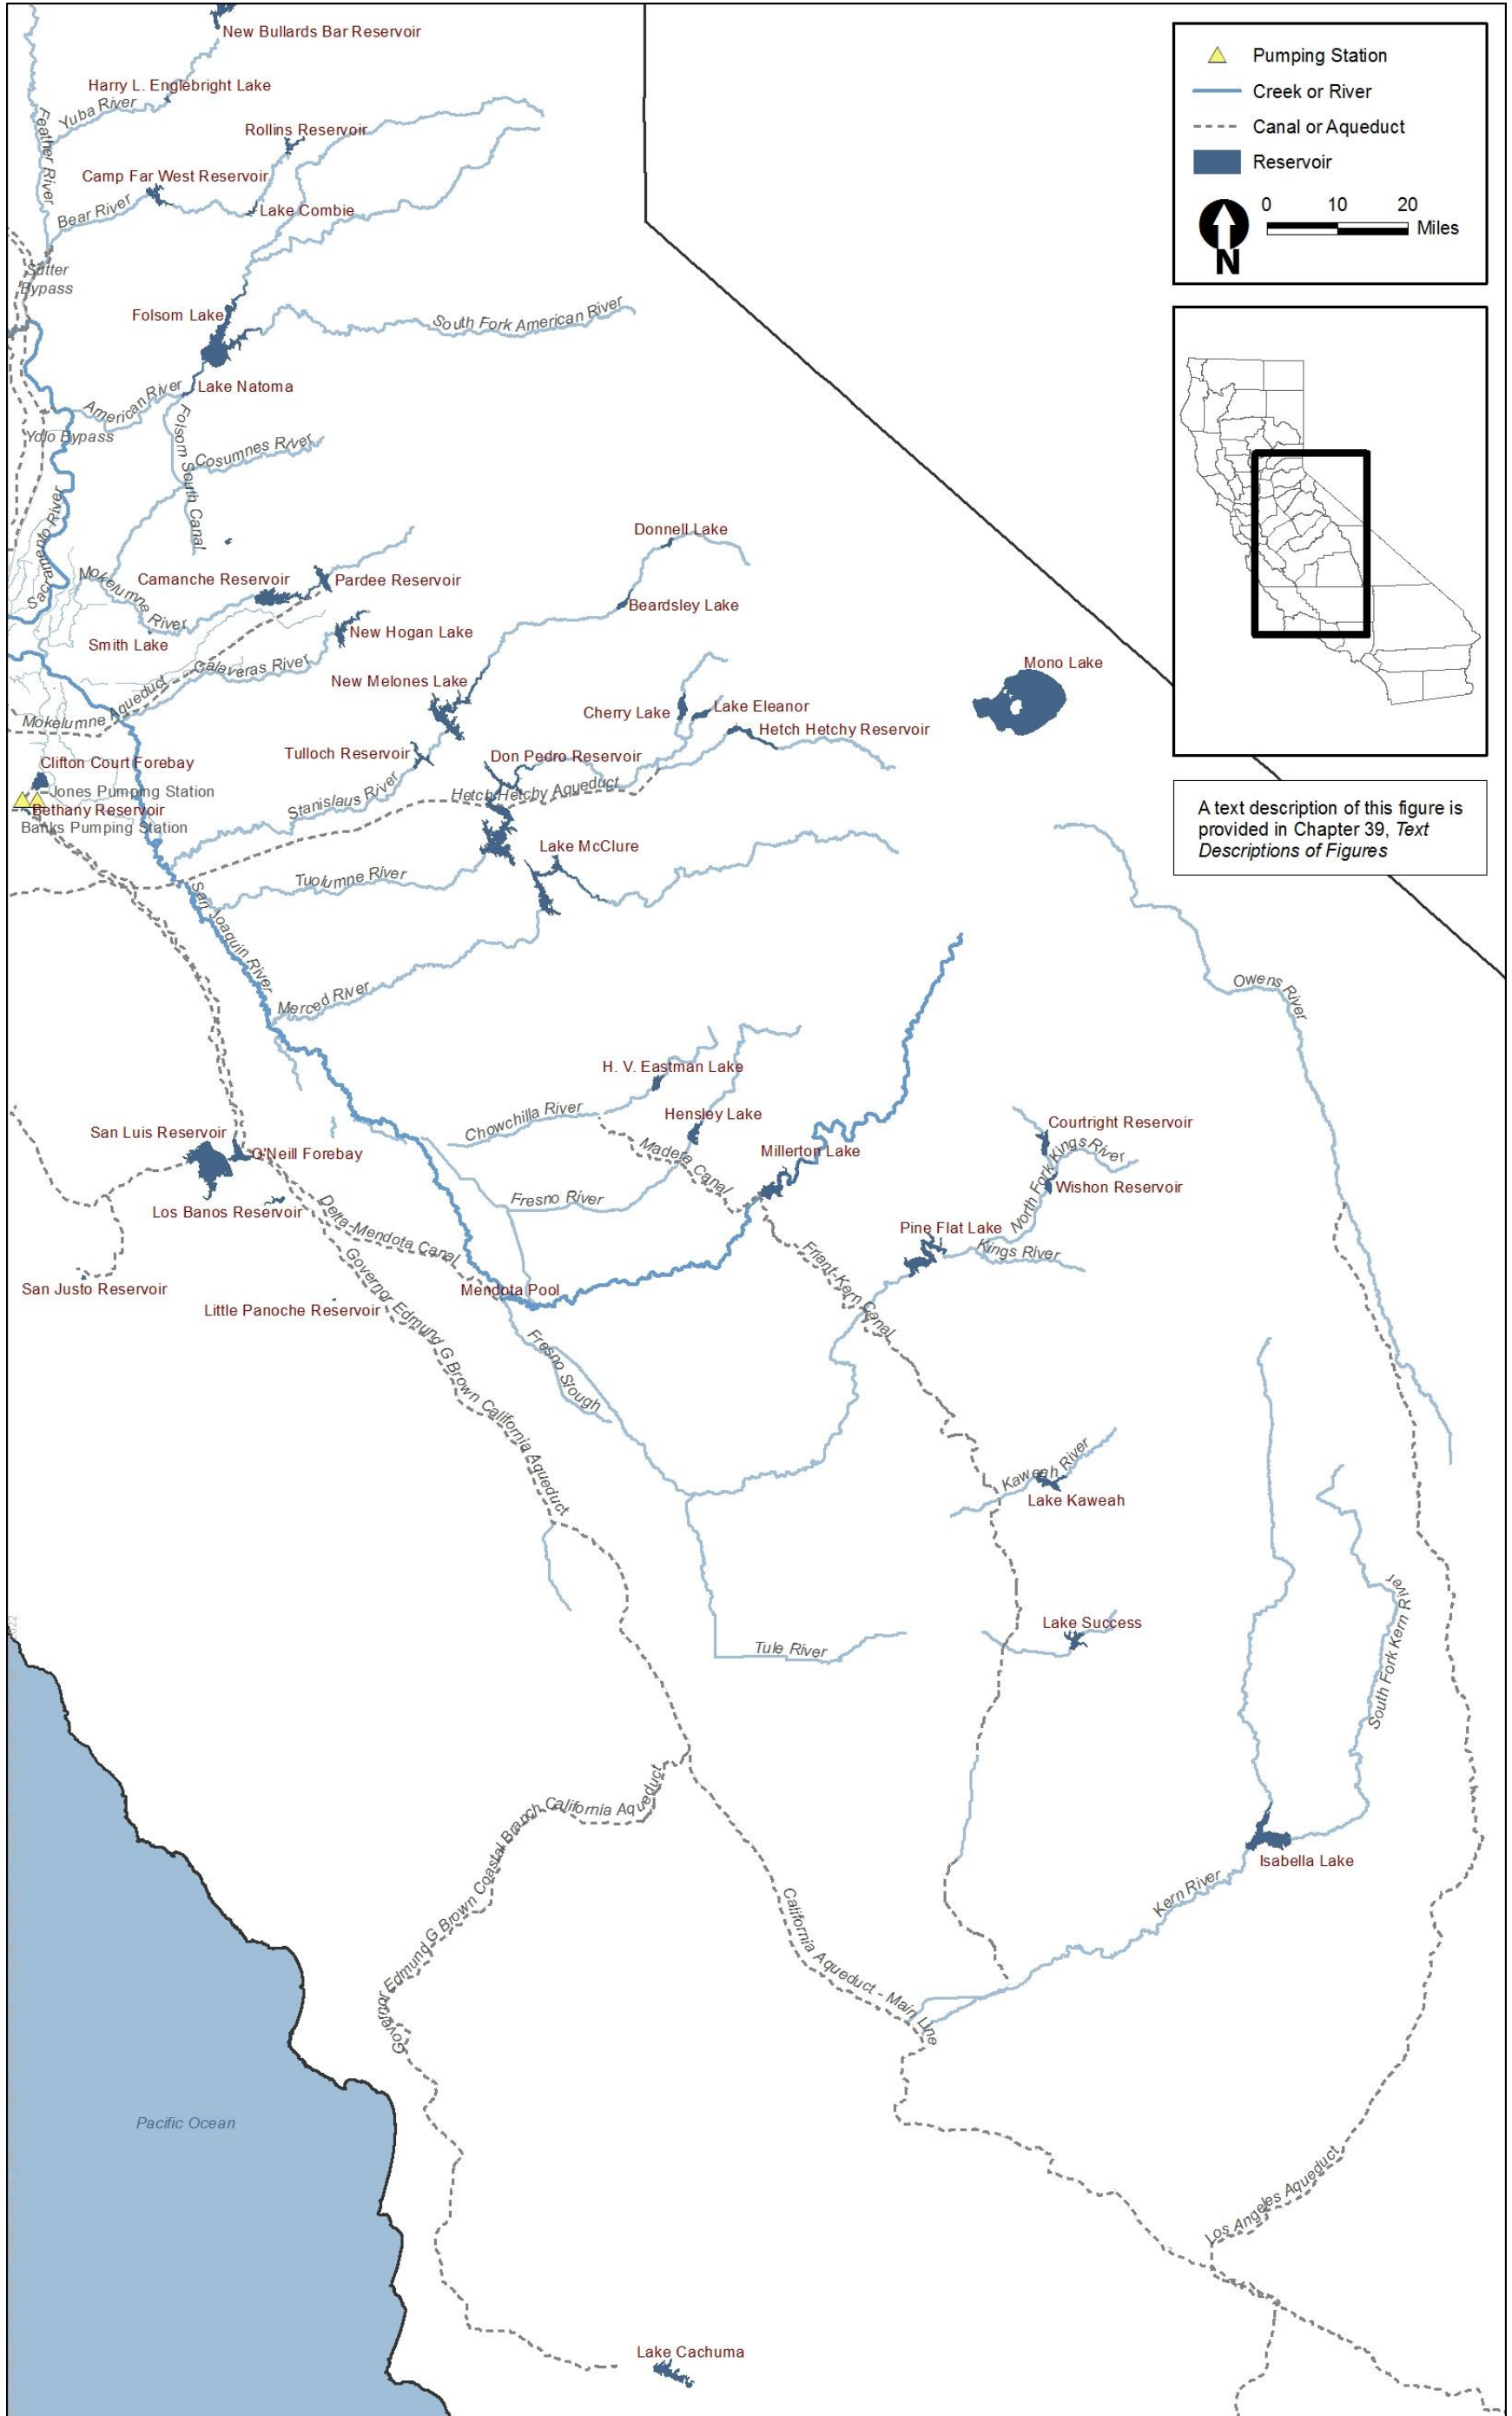 New Bullards Bar Reservoir
Harry L. Englebright Lake
Yuba River
Feather River
Rollins Reservoir
Camp Far West Reservoir
Bear River
Lake Combie
Sutter
Bypass
Folsom Lake
South Fork American River
Lake Natoma
American River
Yolo Bypass
Folsom South Canal
Cosumnes River
Sacramento River
Donnell Lake
Mokelumne River
Camanche Reservoir
Pardee Reservoir
Beardsley Lake
Smith Lake
New Hogan Lake
Calaveras River
Mono Lake
New Melones Lake
Mokelumne Aqueduct
Cherry Lake
Lake Eleanor
Hetch Hetchy Reservoir
Tulloch Reservoir
Don Pedro Reservoir
Clifton Court Forebay
Jones Pumping Station
Bethany Reservoir
Banks Pumping Station
Stanislaus River
Hetch Hetchy Aqueduct
Lake McClure
Tuolumne River
San Joaquin River
Merced River
Owens River
H. V. Eastman Lake
Chowchilla River
Hensley Lake
Madera Canal
Millerton Lake
Courtright Reservoir
Kings River
North Fork
Wishon Reservoir
San Luis Reservoir
O'Neill Forebay
Los Banos Reservoir
Fresno River
Pine Flat Lake
Kings River
Delta-Mendota Canal
Friant-Kern Canal
San Justo Reservoir
Little Panoche Reservoir
Mendota Pool
Governor Edmund G Brown California Aqueduct
Fresno Slough
Kaweah River
Lake Kaweah
Lake Success
Tule River
South Fork Kern River
Governor Edmund G Brown Coastal Branch California Aqueduct
Isabella Lake
Kern River
California Aqueduct - Main Line
Pacific Ocean
Los Angeles Aqueduct
Lake Cachuma
Pumping Station
Creek or River
Canal or Aqueduct
Reservoir
0 10 20
Miles
N
A text description of this figure is
provided in Chapter 39, Text
Descriptions of Figures